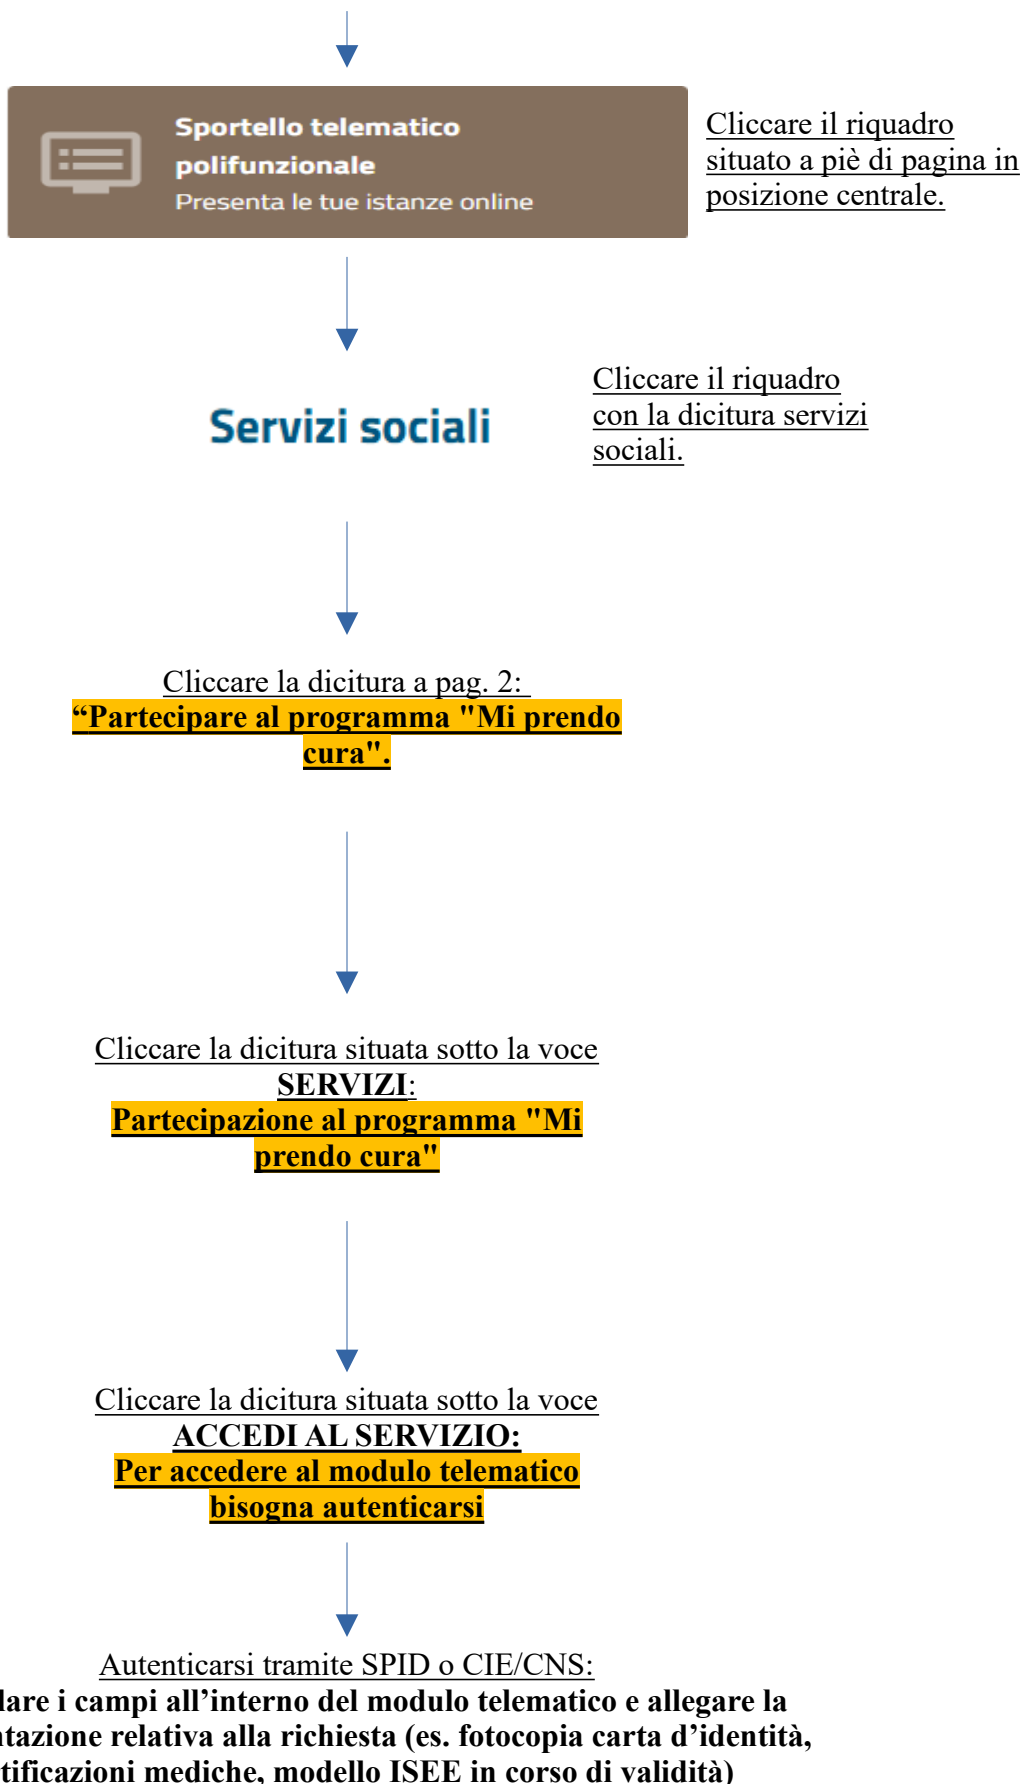 Sportello telematico
polifunzionale
Presenta le tue istanze online
Cliccare il riquadro
situato a piè di pagina in
posizione centrale.
Servizi sociali
Cliccare il riquadro
con la dicitura servizi
sociali.
Cliccare la dicitura a pag. 2:
“Partecipare al programma "Mi prendo
cura".
Cliccare la dicitura situata sotto la voce
SERVIZI:
Partecipazione al programma "Mi
prendo cura"
Cliccare la dicitura situata sotto la voce
ACCEDI AL SERVIZIO:
Per accedere al modulo telematico
bisogna autenticarsi
Autenticarsi tramite SPID o CIE/CNS:
i campi all’interno del modulo telematico e allegare la
relativa alla richiesta (es. fotocopia carta d’identità,
mediche, modello ISEE in corso di validità)